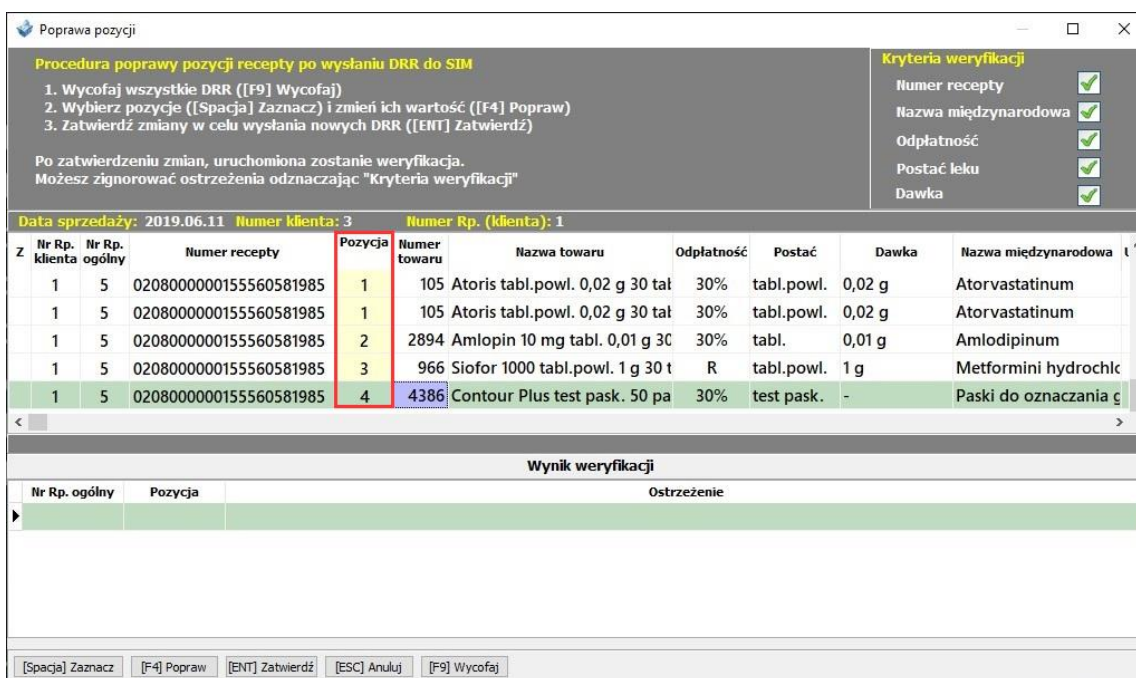 Poprawa pozycji
Procedura poprawy pozycji recepty po wysłaniu DRR do SIM
1. Wycofaj wszystkie DRR ([F9] Wycofaj)
2. Wybierz pozycje ([Spacja] Zaznacz) i zmień ich wartość ([F4] Popraw)
3. Zatwierdź zmiany w celu wysłania nowych DRR ([ENT] Zatwierdź)
Po zatwierdzeniu zmian, uruchomiona zostanie weryfikacja.
Możesz zignorować ostrzeżenia odznaczając "Kryteria weryfikacji"
Kryteria weryfikacji
Numer recepty
Nazwa międzynarodowa
Odpłatność
Postać leku
Dawka
Data sprzedaży: 2019.06.11 Numer klienta: 3 Numer Rp. (klienta): 1
Z Nr Rp. klienta Nr Rp. ogólny Numer recepty Pozycja Numer towaru Nazwa towaru Odpłatność Postać Dawka Nazwa międzynarodowa
1 5 0208000000155560581985 1 105 Atoris tabl.powl. 0,02 g 30 tal 30% tabl.powl. 0,02 g Atorvastatinum
1 5 0208000000155560581985 1 105 Atoris tabl.powl. 0,02 g 30 tal 30% tabl.powl. 0,02 g Atorvastatinum
1 5 0208000000155560581985 2 2894 Amlopin 10 mg tabl. 0,01 g 30 30% tabl. 0,01 g Amlodipinum
1 5 0208000000155560581985 3 966 Siofor 1000 tabl.powl. 1 g 30 t R tabl.powl. 1 g Metformini hydrochlo
1 5 0208000000155560581985 4 4386 Contour Plus test pask. 50 pa 30% test pask. - Paski do oznaczania g
Wynik weryfikacji
Nr Rp. ogólny Pozycja Ostrzeżenie
[Spacja] Zaznacz [F4] Popraw [ENT] Zatwierdź [ESC] Anuluj [F9] Wycofaj